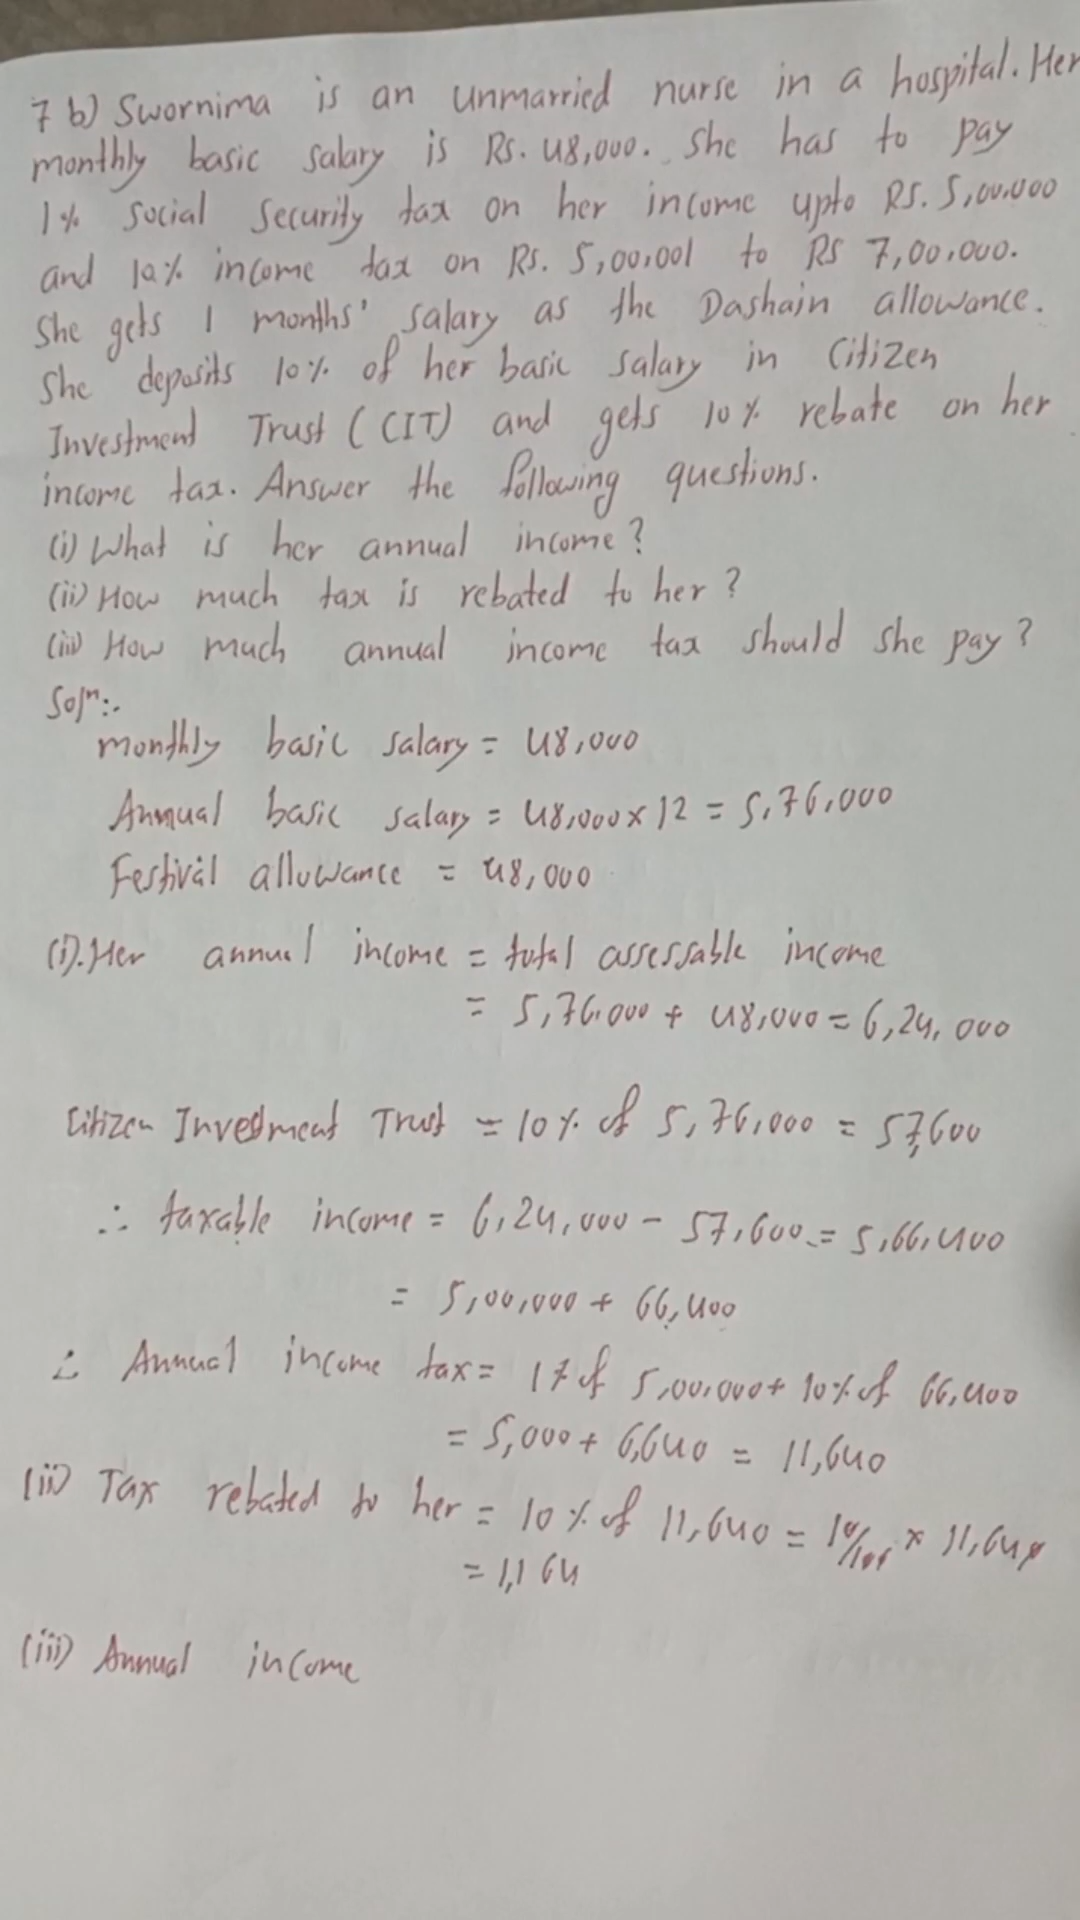 7 b) Swornima is an unmarried nurse in a hospital. Her
monthly basic salary is Rs. 48,000. She has to pay
1% social security tax on her income upto RS. 5,00,000
and 10% income tax on Rs. 5,00,001 to RS 7,00,000.
She gets 1 months' salary as the Dashain allowance.
She deposits 10% of her basic salary in Citizen
Investment Trust (CIT) and gets 10% rebate on her
income tax. Answer the following questions.
(i) What is her annual income?
(ii) How much tax is rebated to her?
(iii) How much annual income tax should she pay?
Solⁿ:.
monthly basic salary = 48,000
Annual basic salary = 48,000 x 12 = 5,76,000
Festival allowance = 48,000
(i). Her annual income = total assessable income
= 5,76,000 + 48,000 = 6,24,000
Citizen Investment Trust = 10% of 5,76,000 = 57,600
∴ taxable income = 6,24,000 - 57,600 = 5,66,400
= 5,00,000 + 66,400
∴ Annual income tax = 1% of 5,00,000 + 10% of 66,400
= 5,000 + 6,640 = 11,640
(ii) Tax rebated to her = 10% of 11,640 = 10/100 x 11,640
= 1,164
(iii) Annual income